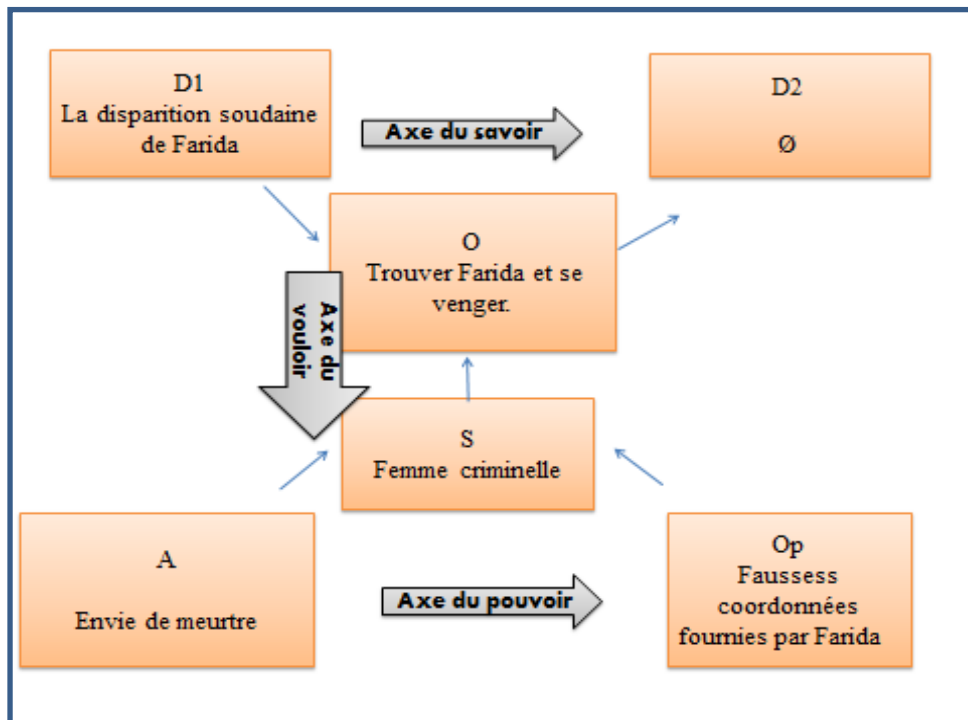 D1
La disparition soudaine
de Farida
Axe du savoir
D2
Ø
O
Trouver Farida et se
venger.
Axe du
vouloir
S
Femme criminelle
A
Envie de meurtre
Axe du pouvoir
Op
Faussess
coordonnées
fournies par Farida